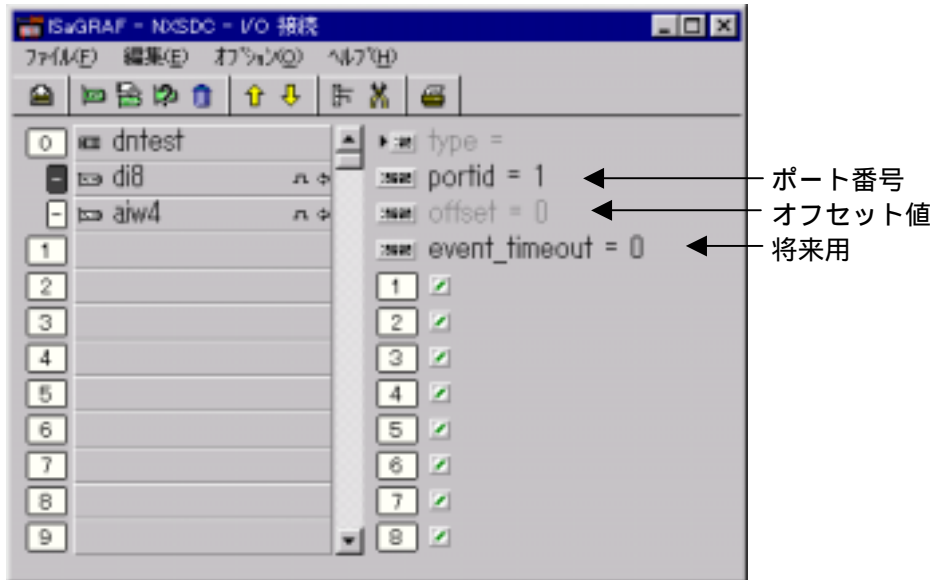 ISaGRAF - NXSDC - I/O 接続
ファイル(F) 編集(E) オプション(O) ヘルプ(H)
0 dntest
di8
aiw4
1
2
3
4
5
6
7
8
9
type =
portid = 1
offset = 0
event_timeout = 0
1
2
3
4
5
6
7
8
ポート番号
オフセット値
将来用